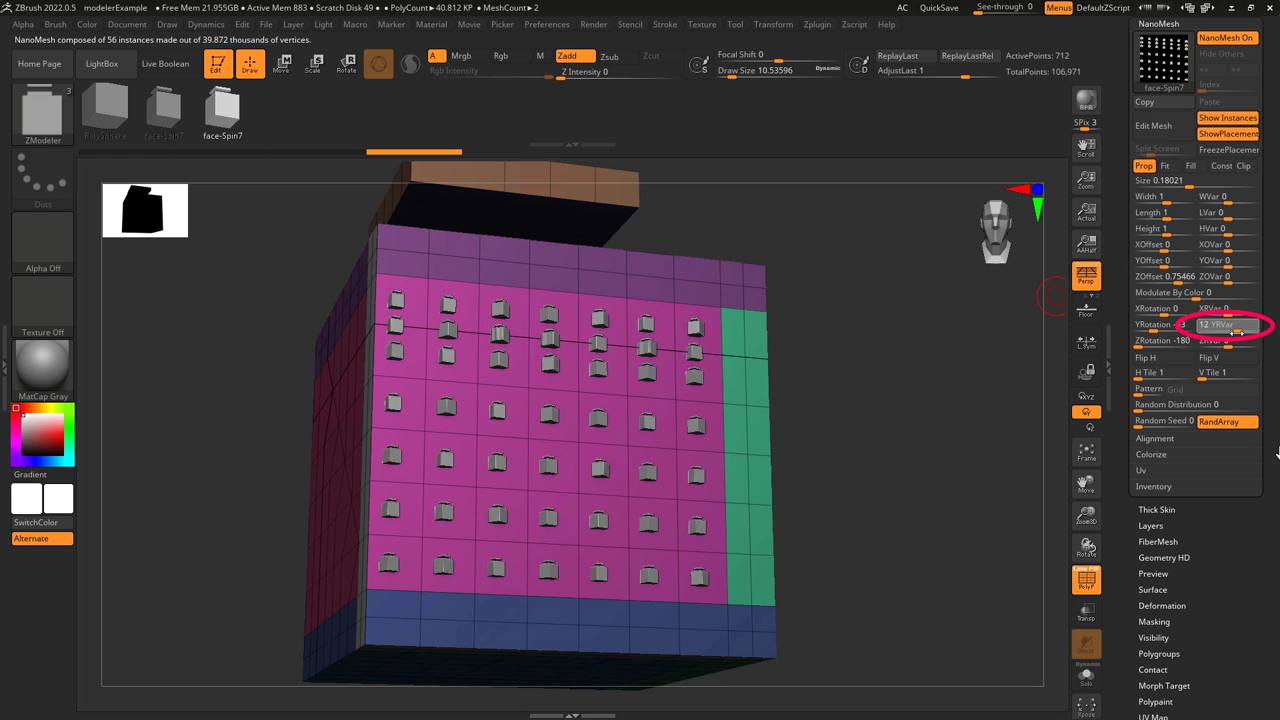 ZBrush 2022.0.5 modelerExample • Free Mem 21.955GB • Active Mem 883 • Scratch Disk 49 • PolyCount • 40.812 KP • MeshCount • 2 AC QuickSave See-through 0 Menus DefaultZScript
Alpha Brush Color Document Draw Dynamics Edit File Layer Light Macro Marker Material Movie Picker Preferences Render Stencil Stroke Texture Tool Transform Zplugin Zscript Help
NanoMesh composed of 56 instances made out of 39.872 thousands of vertices.
Home Page LightBox Live Boolean Edit Draw Move Scale Rotate
A Mrgb Rgb M Zadd Zsub Zcut
Rgb Intensity Z Intensity 0
Focal Shift 0
Draw Size 10.53596 Dynamic
S D
ReplayLast ReplayLastRel ActivePoints: 712
AdjustLast 1 TotalPoints: 106,971
3
ZModeler
face-Spin7 face-Spin7
Dots
Alpha Off
Texture Off
MatCap Gray
Gradient
SwitchColor
Alternate
BPR
SPix 3
Scroll
Zoom
Actual
AAHalf
Persp
Floor
L.Sym
XYZ
Frame
Move
Zoom3D
Rotate
Line Fill
PolyF
Transp
Ghost
Dynamic
Solo
Xpose
NanoMesh
NanoMesh On
Hide Others
<< >>
face-Spin7 Index
Copy Paste
Edit Mesh Show Instances
ShowPlacement
Split Screen FreezePlacemer
Prop Fit Fill Const Clip
Size 0.18021
Width 1 WVar 0
Length 1 LVar 0
Height 1 HVar 0
XOffset 0 XOVar 0
YOffset 0 YOVar 0
ZOffset 0.75466 ZOVar 0
Modulate By Color 0
XRotation 0 XRVar 0
YRotation 12 YRVar
ZRotation -180 ZRVar 0
Flip H Flip V
H Tile 1 V Tile 1
Pattern Grid
Random Distribution 0
Random Seed 0 RandArray
Alignment
Colorize
Uv
Inventory
Thick Skin
Layers
FiberMesh
Geometry HD
Preview
Surface
Deformation
Masking
Visibility
Polygroups
Contact
Morph Target
Polypaint
UV Map